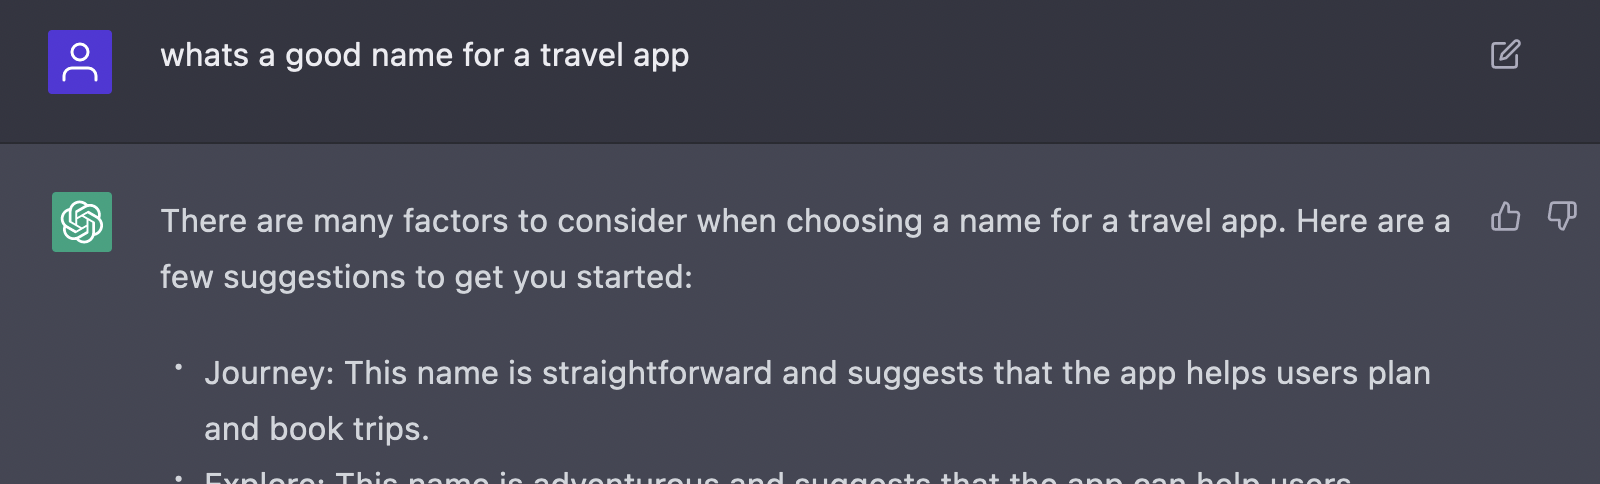 whats a good name for a travel app
There are many factors to consider when choosing a name for a travel app. Here are a
few suggestions to get you started:
• Journey: This name is straightforward and suggests that the app helps users plan
and book trips.
• Explore: This name is adventurous and suggests that the app can help users